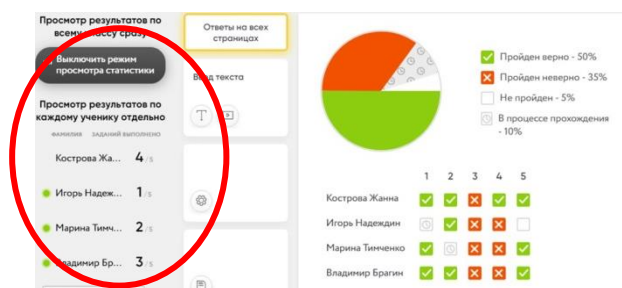 Просмотр результатов по
всему классу сразу
Выключить режим
просмотра статистики
Просмотр результатов по
каждому ученику отдельно
ФАМИЛИЯ ЗАДАНИЙ ВЫПОЛНЕНО
Кострова Жа... 4 /5
Игорь Надеж... 1 /5
Марина Тимч... 2 /5
Владимир Бр... 3 /5
Ответы на всех
страницах
Ввод текста
T
Пройден верно - 50%
Пройден неверно - 35%
Не пройден - 5%
В процессе прохождения
- 10%
1 2 3 4 5
Кострова Жанна
Игорь Надеждин
Марина Тимченко
Владимир Брагин